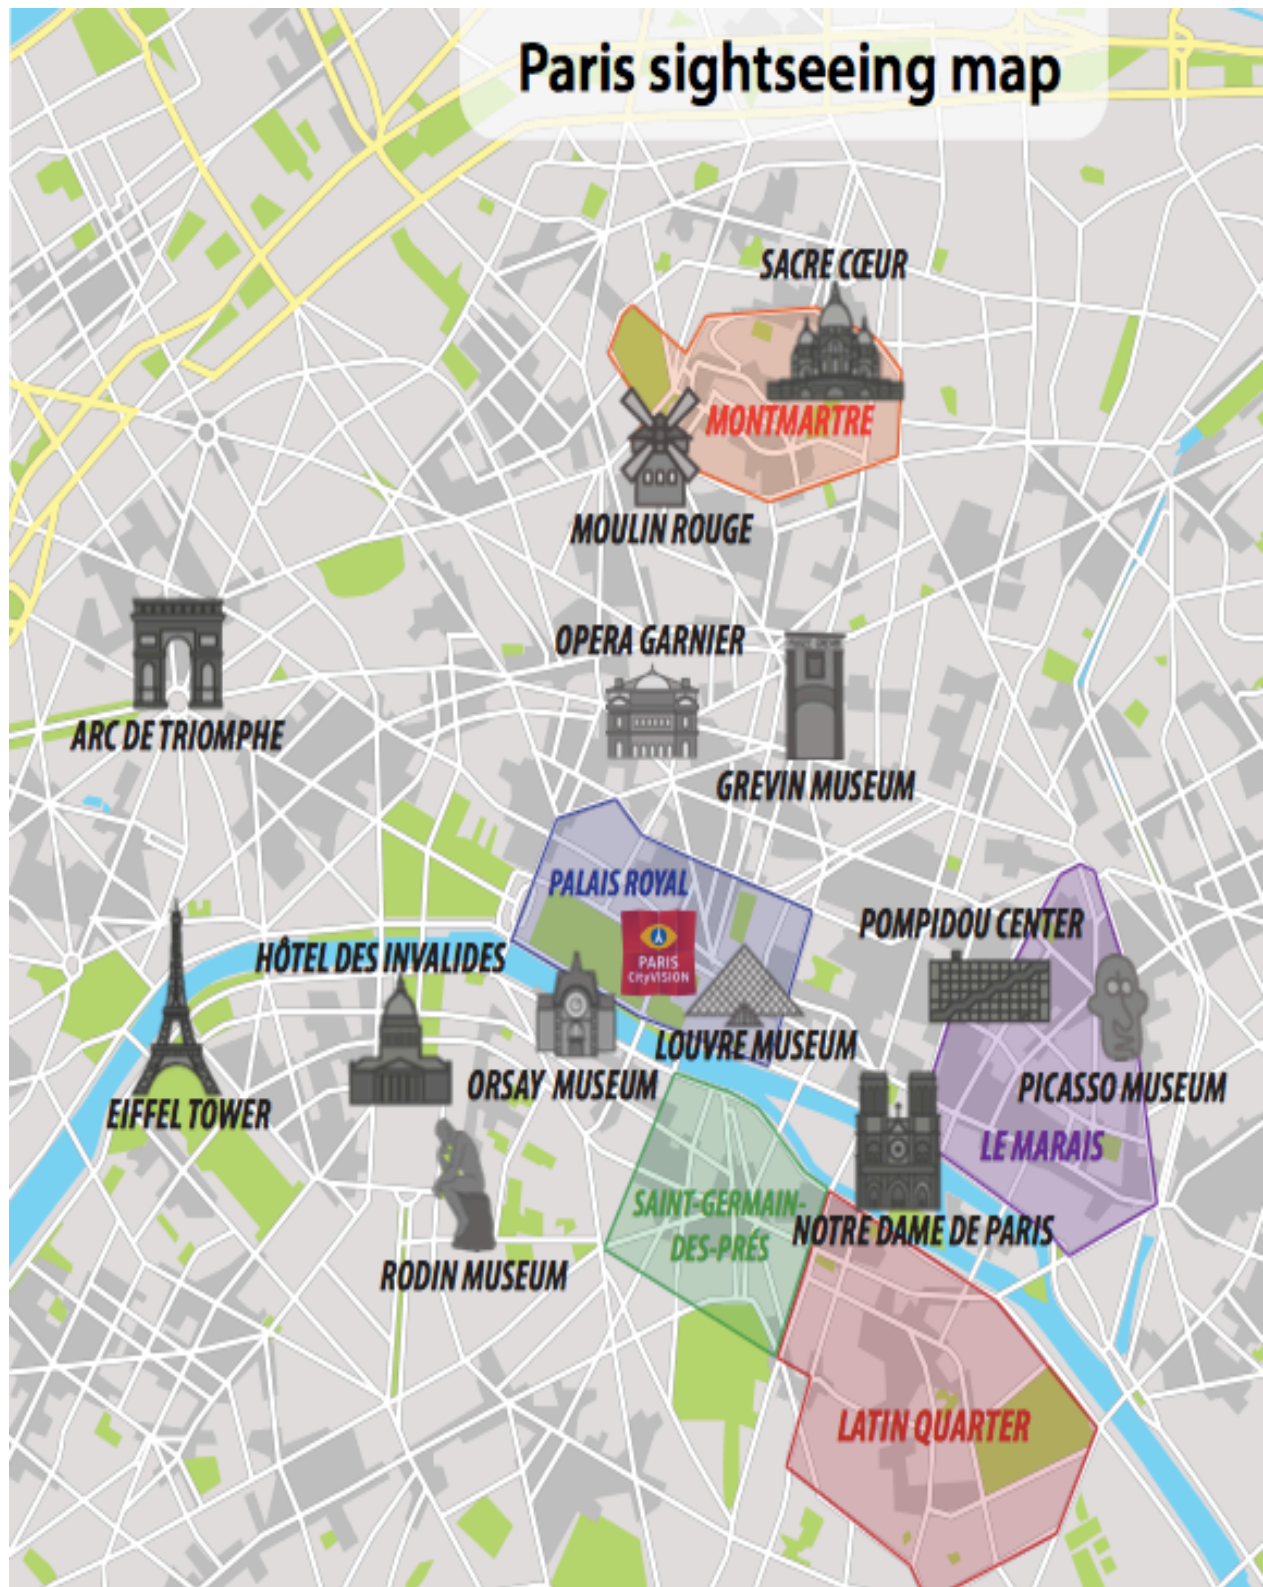 Paris sightseeing map
SACRE CŒUR
MONTMARTRE
MOULIN ROUGE
OPERA GARNIER
ARC DE TRIOMPHE
GREVIN MUSEUM
PALAIS ROYAL
POMPIDOU CENTER
HÔTEL DES INVALIDES
PARIS
CityVISION
LOUVRE MUSEUM
ORSAY MUSEUM
PICASSO MUSEUM
EIFFEL TOWER
LE MARAIS
SAINT-GERMAIN-
DES-PRÉS
NOTRE DAME DE PARIS
RODIN MUSEUM
LATIN QUARTER